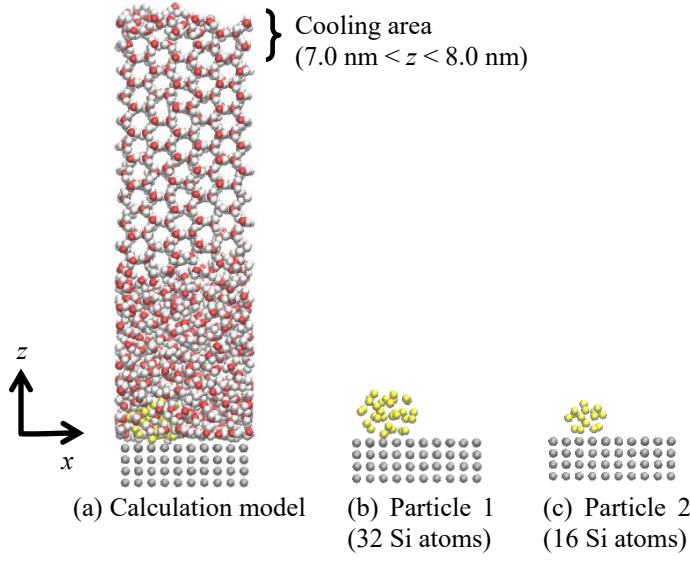 Cooling area
(7.0 nm < z < 8.0 nm)
z
x
(a) Calculation model
(b) Particle 1
(32 Si atoms)
(c) Particle 2
(16 Si atoms)